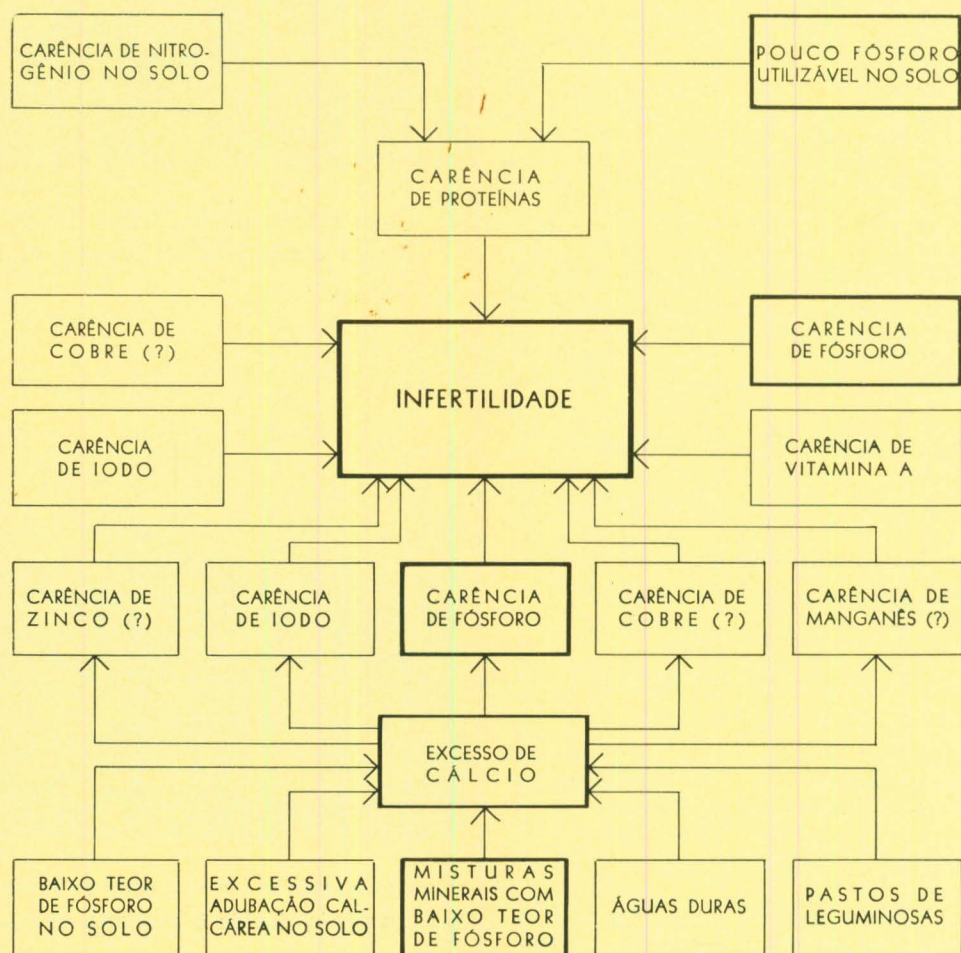 CARÊNCIA DE NITRO-
GÊNIO NO SOLO
POUCO FÓSFORO
UTILIZÁVEL NO SOLO
CARÊNCIA
DE PROTEÍNAS
CARÊNCIA DE
COBRE (?)
CARÊNCIA
DE FÓSFORO
INFERTILIDADE
CARÊNCIA
DE IODO
CARÊNCIA DE
VITAMINA A
CARÊNCIA DE
ZINCO (?)
CARÊNCIA
DE IODO
CARÊNCIA
DE FÓSFORO
CARÊNCIA DE
COBRE (?)
CARÊNCIA DE
MANGANÊS (?)
EXCESSO DE
CÁLCIO
BAIXO TEOR
DE FÓSFORO
NO SOLO
EXCESSIVA
ADUBAÇÃO CAL-
CÁREA NO SOLO
MISTURAS
MINERAIS COM
BAIXO TEOR
DE FÓSFORO
ÁGUAS DURAS
PASTOS DE
LEGUMINOSAS